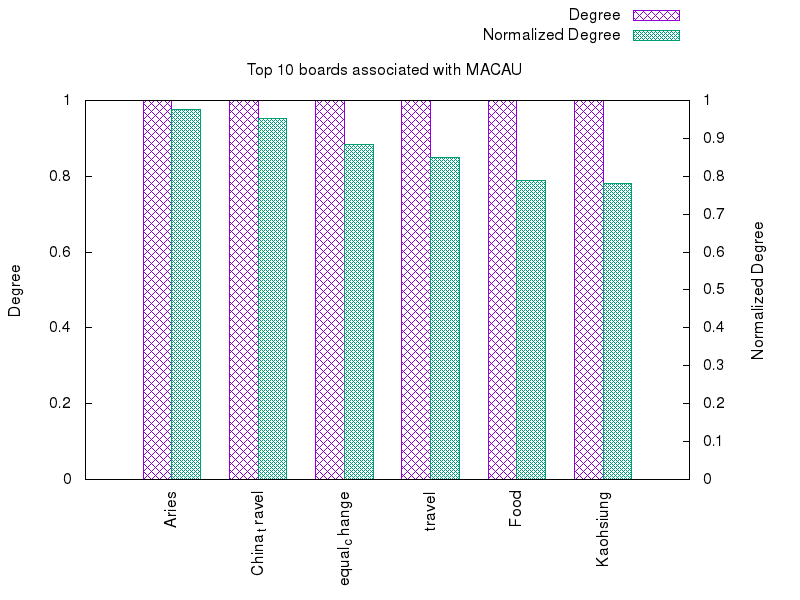 Degree
Normalized Degree
Top 10 boards associated with MACAU
1
0.8
0.6
0.4
0.2
0
1
0.9
0.8
0.7
0.6
0.5
0.4
0.3
0.2
0.1
0
Degree
Normalized Degree
Aries
China_travel
equal_change
travel
Food
Kaohsiung